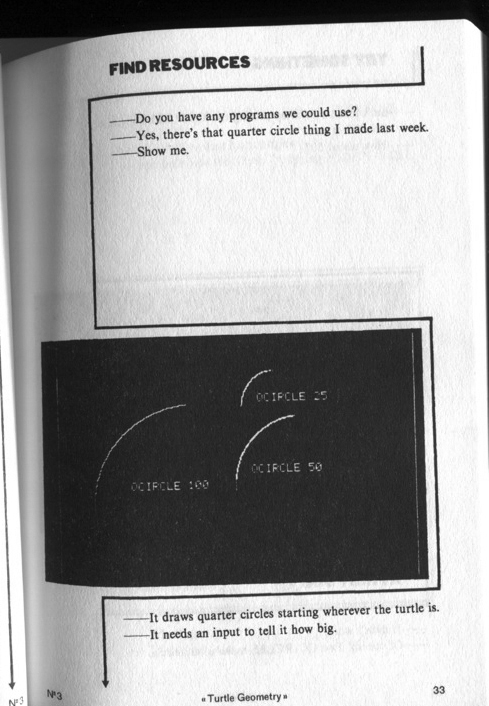 FIND RESOURCES
——Do you have any programs we could use?
——Yes, there's that quarter circle thing I made last week.
——Show me.
QCIRCLE 25
QCIRCLE 50
QCIRCLE 100
——It draws quarter circles starting wherever the turtle is.
——It needs an input to tell it how big.
Nº3
Nº3
« Turtle Geometry »
33